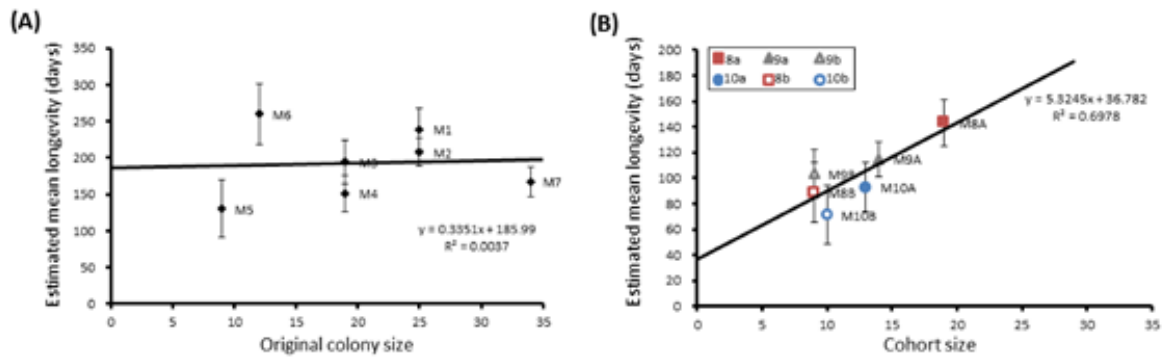 (A)
Estimated mean longevity (days)
350
300
250
200
150
100
50
0
M6
M1
M2
M3
M4
M5
M7
y = 0.3351x + 185.99
R² = 0.0037
0 5 10 15 20 25 30 35
Original colony size
(B)
Estimated mean longevity (days)
200
180
160
140
120
100
80
60
40
20
0
8a 9a 9b
10a 8b 10b
y = 5.3245x + 36.782
R² = 0.6978
M8A
M9A
M9B
M8B
M10A
M10B
0 5 10 15 20 25 30 35
Cohort size